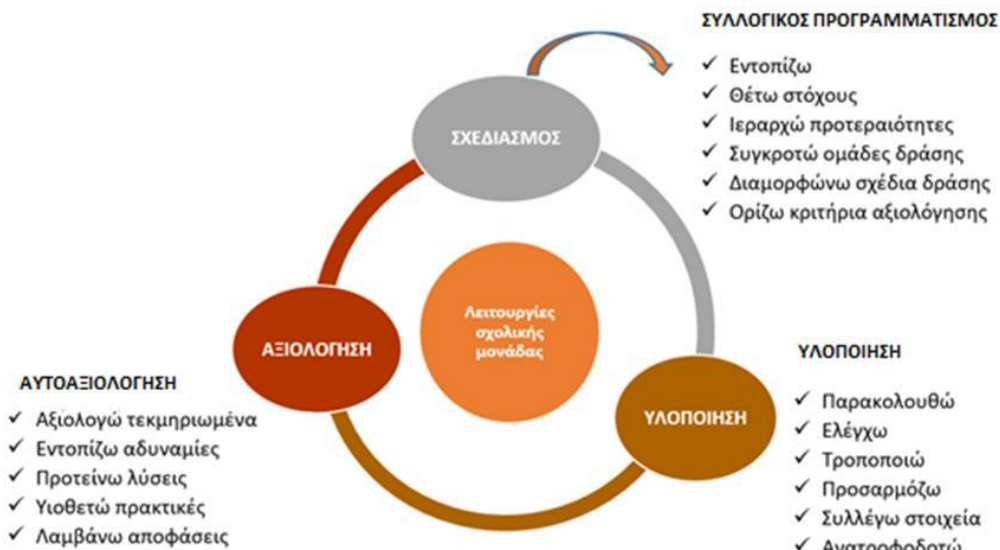 ΣΥΛΛΟΓΙΚΟΣ ΠΡΟΓΡΑΜΜΑΤΙΣΜΟΣ
✓ Εντοπίζω
✓ Θέτω στόχους
✓ Ιεραρχώ προτεραιότητες
✓ Συγκροτώ ομάδες δράσης
✓ Διαμορφώνω σχέδια δράσης
✓ Ορίζω κριτήρια αξιολόγησης
ΣΧΕΔΙΑΣΜΟΣ
Λειτουργίες
σχολικής
μονάδας
ΑΞΙΟΛΟΓΗΣΗ
ΥΛΟΠΟΙΗΣΗ
ΑΥΤΟΑΞΙΟΛΟΓΗΣΗ
✓ Αξιολογώ τεκμηριωμένα
✓ Εντοπίζω αδυναμίες
✓ Προτείνω λύσεις
✓ Υιοθετώ πρακτικές
✓ Λαμβάνω αποφάσεις
ΥΛΟΠΟΙΗΣΗ
✓ Παρακολουθώ
✓ Ελέγχω
✓ Τροποποιώ
✓ Προσαρμόζω
✓ Συλλέγω στοιχεία
✓ Ανατροφοδοτώ